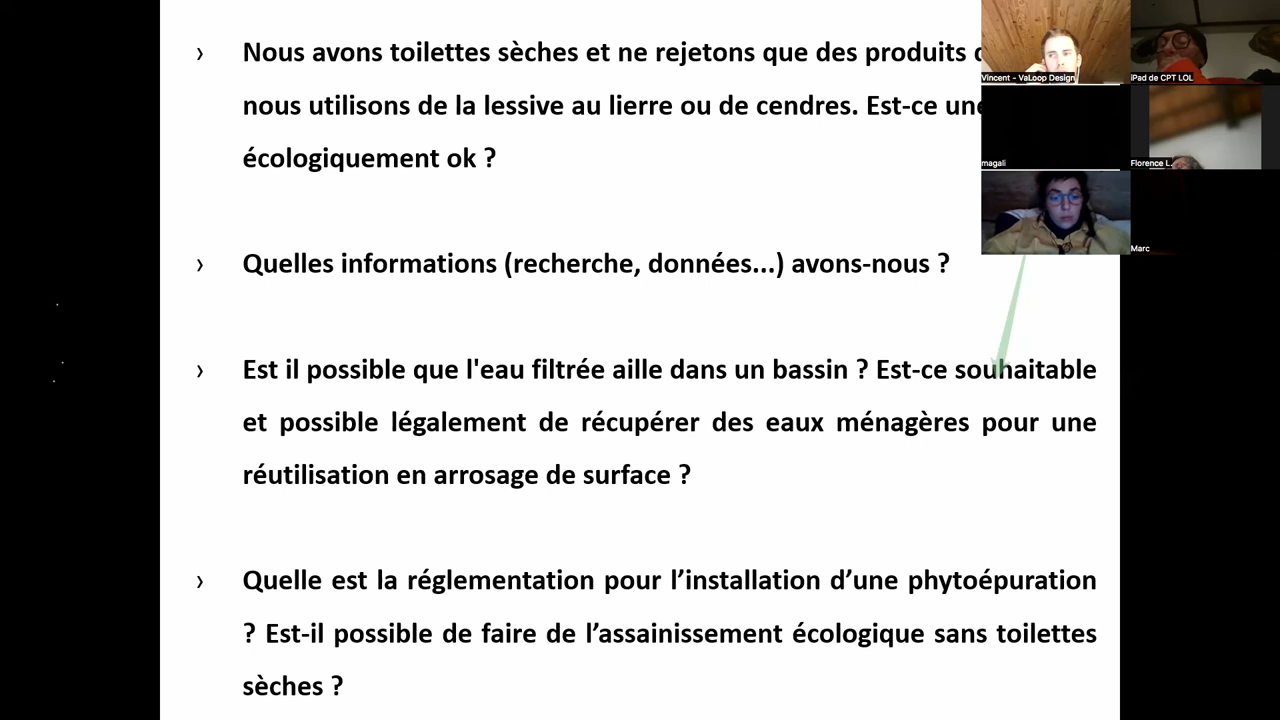 › Nous avons toilettes sèches et ne rejetons que des produits
nous utilisons de la lessive au lierre ou de cendres. Est-ce une
écologiquement ok ?
› Quelles informations (recherche, données...) avons-nous ?
› Est il possible que l'eau filtrée aille dans un bassin ? Est-ce souhaitable
et possible légalement de récupérer des eaux ménagères pour une
réutilisation en arrosage de surface ?
› Quelle est la réglementation pour l’installation d’une phytoépuration
? Est-il possible de faire de l’assainissement écologique sans toilettes
sèches ?
Vincent - VaLoop Design
iPad de CPT LOL
magali
Florence L.
Marc